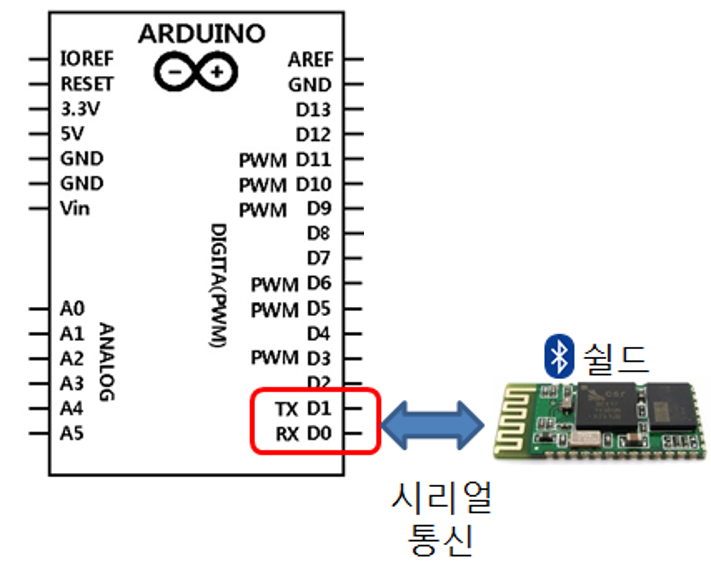 ARDUINO
IOREF
RESET
3.3V
5V
GND
GND
Vin
A0
A1
A2
A3
A4
A5
ANALOG
DIGITA(PWM)
AREF
GND
D13
D12
PWM D11
PWM D10
PWM D9
D8
D7
PWM D6
PWM D5
D4
PWM D3
D2
TX D1
RX D0
쉴드
시리얼
통신